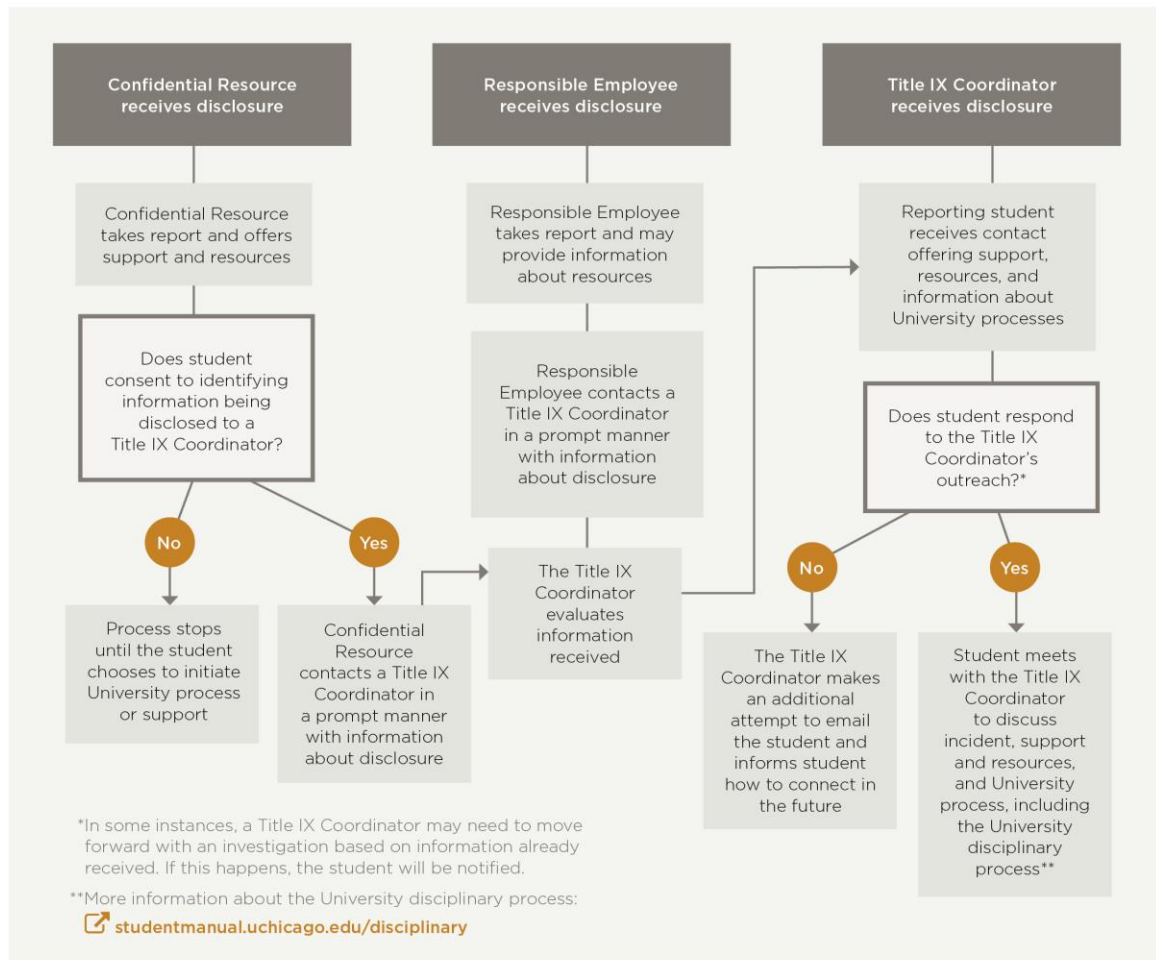 Confidential Resource
receives disclosure
Responsible Employee
receives disclosure
Title IX Coordinator
receives disclosure
Confidential Resource
takes report and offers
support and resources
Does student
consent to identifying
information being
disclosed to a
Title IX Coordinator?
No
Yes
Process stops
until the student
chooses to initiate
University process
or support
Confidential
Resource
contacts a Title IX
Coordinator in
a prompt manner
with information
about disclosure
Responsible Employee
takes report and may
provide information
about resources
Responsible
Employee contacts a
Title IX Coordinator
in a prompt manner
with information
about disclosure
The Title IX
Coordinator
evaluates
information
received
Reporting student
receives contact
offering support,
resources, and
information about
University processes
Does student respond
to the Title IX
Coordinator’s
outreach?*
No
Yes
The Title IX
Coordinator makes
an additional
attempt to email
the student and
informs student
how to connect in
the future
Student meets
with the Title IX
Coordinator
to discuss
incident, support
and resources,
and University
process, including
the University
disciplinary
process**
*In some instances, a Title IX Coordinator may need to move
forward with an investigation based on information already
received. If this happens, the student will be notified.
**More information about the University disciplinary process:
studentmanual.uchicago.edu/disciplinary